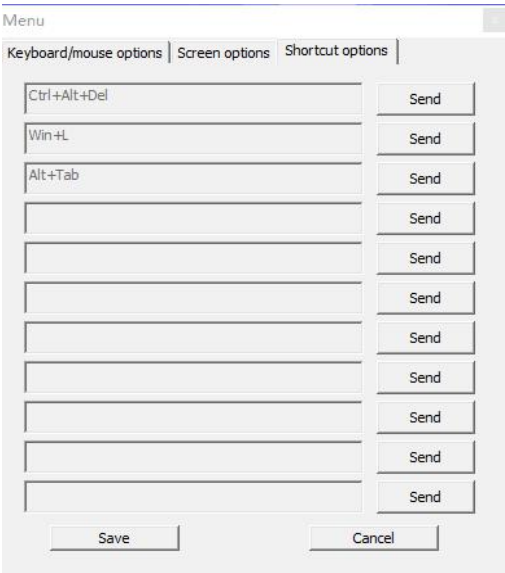 Menu
Keyboard/mouse options Screen options Shortcut options
Ctrl+Alt+Del Send
Win+L Send
Alt+Tab Send
Send
Send
Send
Send
Send
Send
Send
Send
Save Cancel